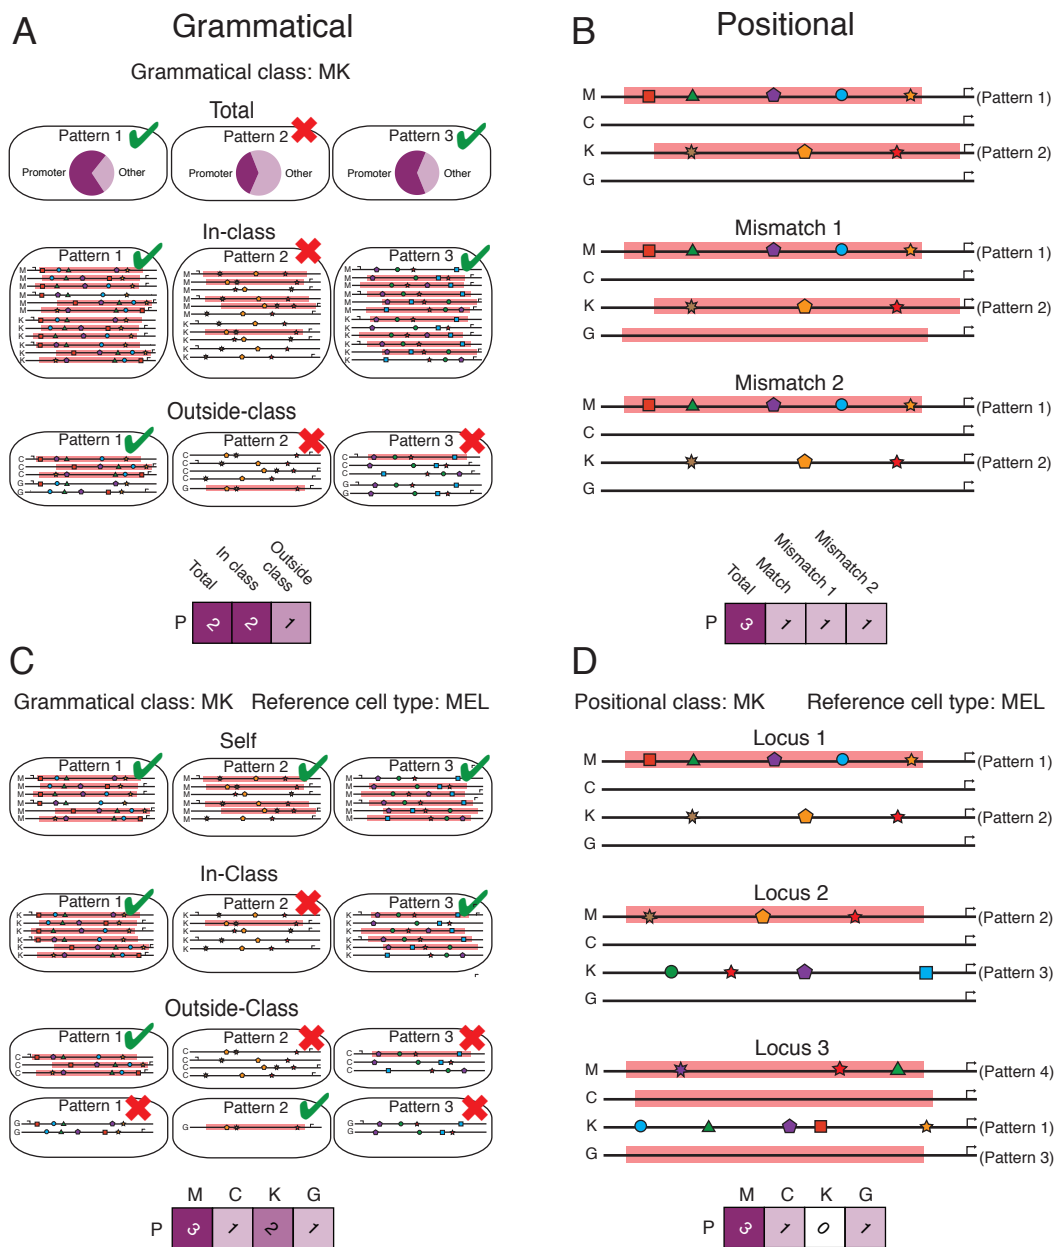 A
Grammatical
Grammatical class: MK
Total
Pattern 1
Promoter
Other
Pattern 2
Promoter
Other
Pattern 3
Promoter
Other
In-class
Pattern 1
M
M
M
M
M
M
K
K
K
K
K
K
Pattern 2
M
M
M
M
M
M
K
K
K
K
K
Pattern 3
M
M
M
M
M
M
K
K
K
K
K
K
Outside-class
Pattern 1
C
C
C
G
G
Pattern 2
C
C
C
C
G
Pattern 3
C
C
C
G
G
Total
In class
Outside
class
P 2 2 1
B
Positional
M (Pattern 1)
C
K (Pattern 2)
G
Mismatch 1
M (Pattern 1)
C
K (Pattern 2)
G
Mismatch 2
M (Pattern 1)
C
K (Pattern 2)
G
Total
Match
Mismatch 1
Mismatch 2
P 3 1 1 1
C
Grammatical class: MK Reference cell type: MEL
Self
Pattern 1
M
M
M
M
M
M
Pattern 2
M
M
M
M
M
M
Pattern 3
M
M
M
M
M
M
In-Class
Pattern 1
K
K
K
K
K
K
Pattern 2
K
K
K
K
K
Pattern 3
K
K
K
K
K
K
Outside-Class
Pattern 1
C
C
C
Pattern 2
C
C
C
C
Pattern 3
C
C
C
Pattern 1
G
G
Pattern 2
G
Pattern 3
G
G
M C K G
P 3 1 2 1
D
Positional class: MK Reference cell type: MEL
Locus 1
M (Pattern 1)
C
K (Pattern 2)
G
Locus 2
M (Pattern 2)
C
K (Pattern 3)
G
Locus 3
M (Pattern 4)
C
K (Pattern 1)
G (Pattern 3)
M C K G
P 3 1 0 1